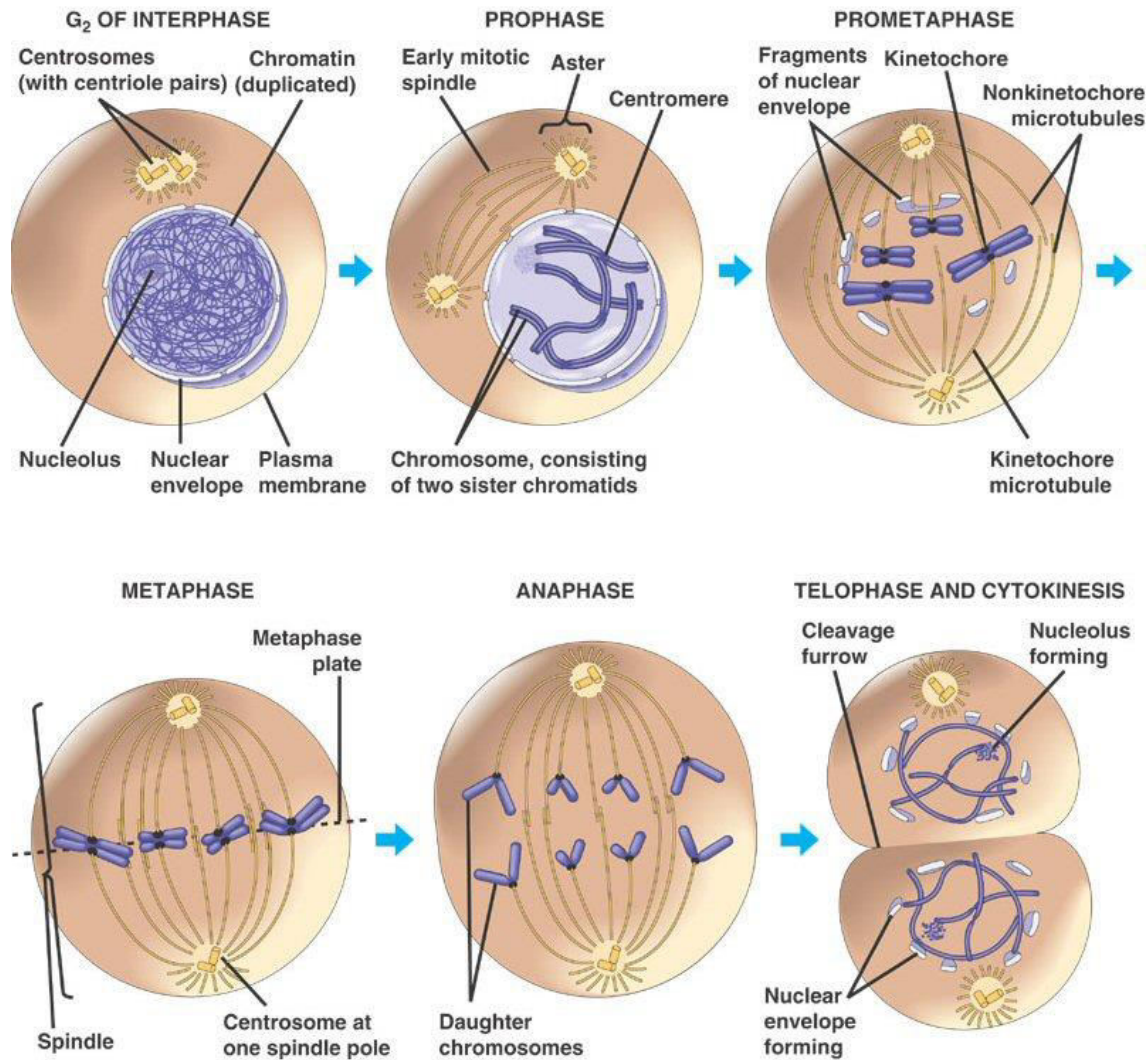 G₂ OF INTERPHASE
PROPHASE
PROMETAPHASE
Centrosomes
(with centriole pairs)
Chromatin
(duplicated)
Early mitotic
spindle
Aster
Centromere
Fragments
of nuclear
envelope
Kinetochore
Nonkinetochore
microtubules
Nucleolus
Nuclear
envelope
Plasma
membrane
Chromosome, consisting
of two sister chromatids
Kinetochore
microtubule
METAPHASE
ANAPHASE
TELOPHASE AND CYTOKINESIS
Metaphase
plate
Cleavage
furrow
Nucleolus
forming
Spindle
Centrosome at
one spindle pole
Daughter
chromosomes
Nuclear
envelope
forming